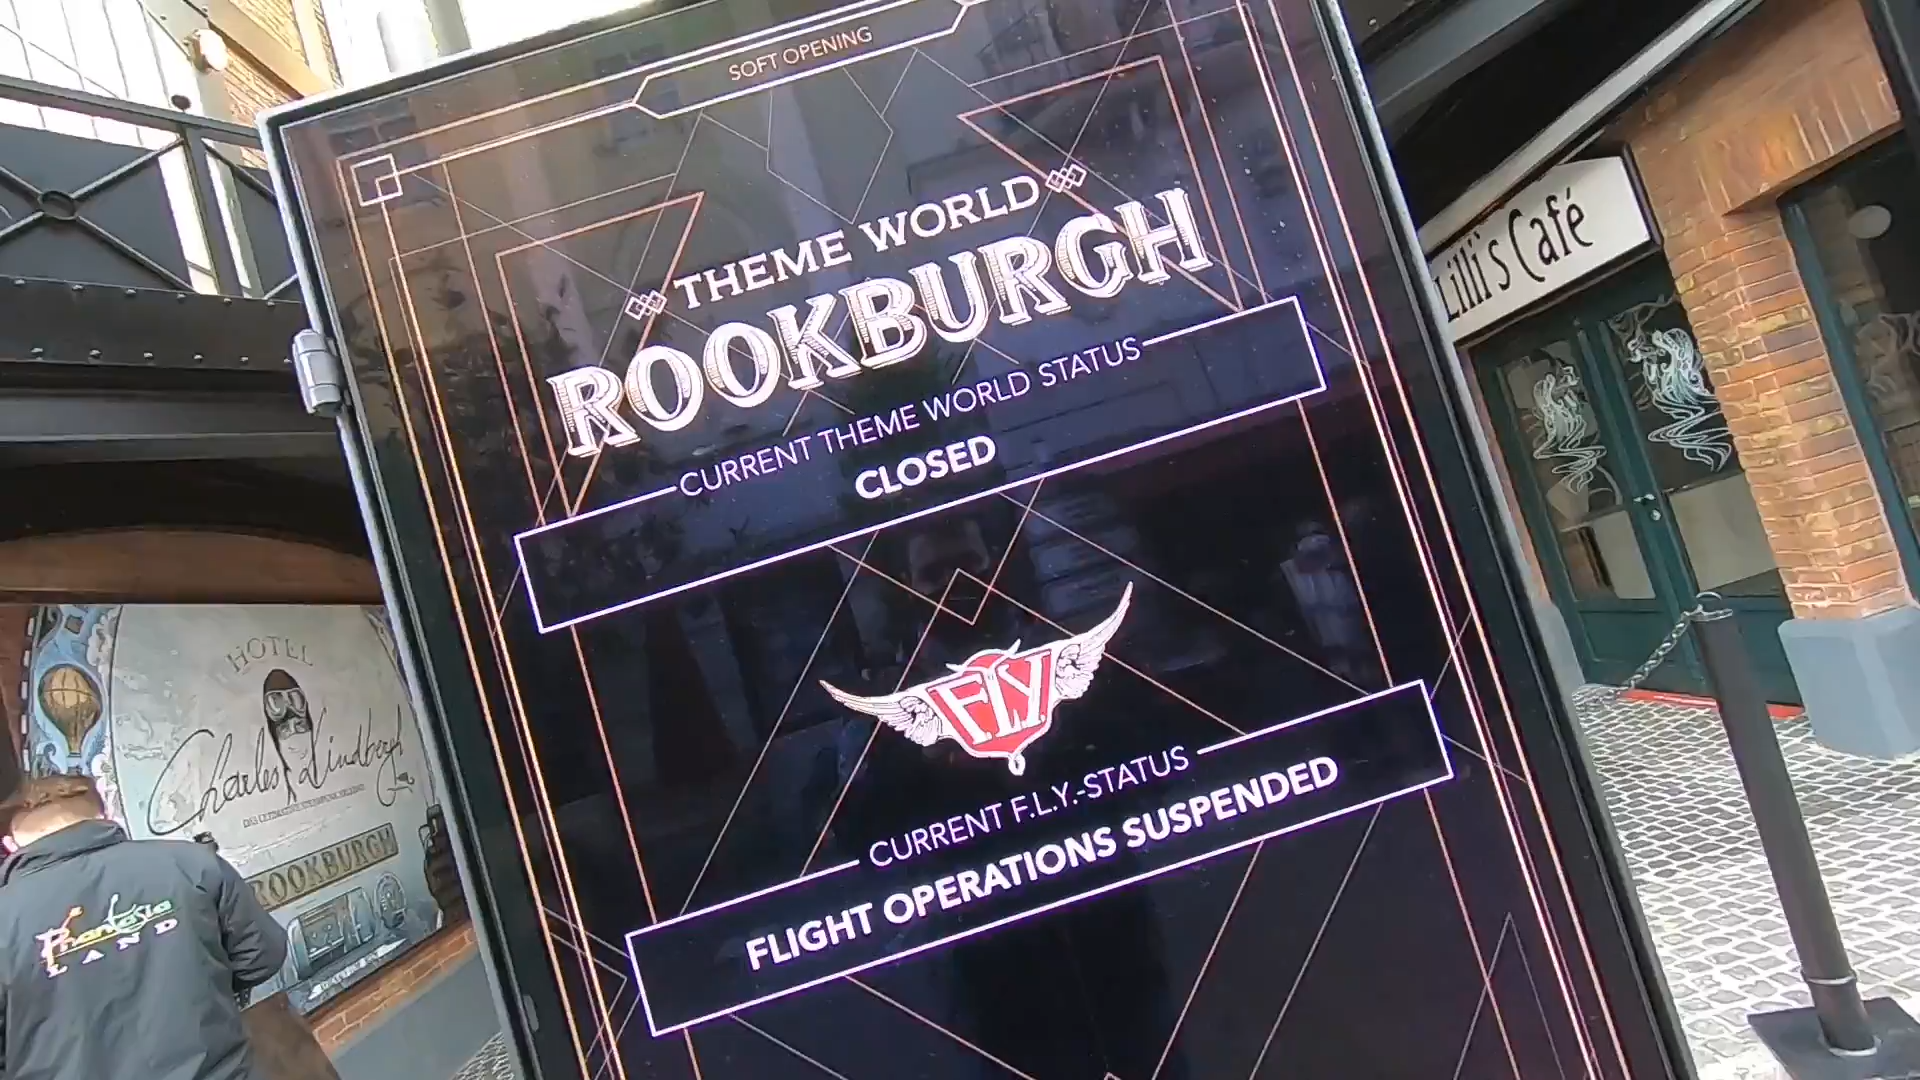 SOFT OPENING
THEME WORLD
ROOKBURGH
CURRENT THEME WORLD STATUS
CLOSED
F.L.Y.
CURRENT F.L.Y.-STATUS
FLIGHT OPERATIONS SUSPENDED
Lilli's Café
HOTEL
Charles Lindbergh
ROOKBURGH
Phantasia
LAND